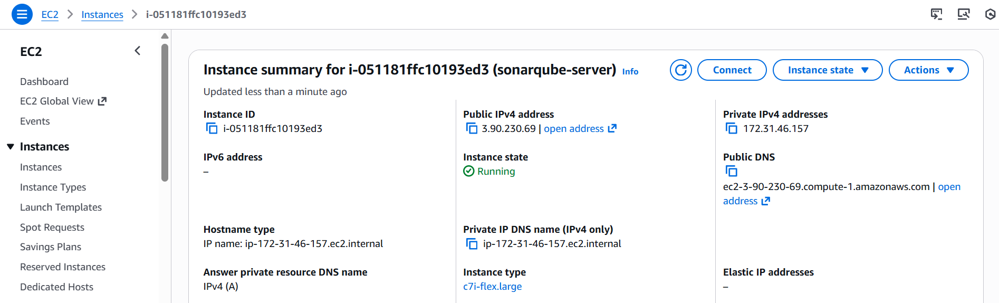 EC2 > Instances > i-051181ffc10193ed3
EC2
Dashboard
EC2 Global View
Events
Instances
Instances
Instance Types
Launch Templates
Spot Requests
Savings Plans
Reserved Instances
Dedicated Hosts
Instance summary for i-051181ffc10193ed3 (sonarqube-server) Info
Connect
Instance state
Actions
Updated less than a minute ago
Instance ID
i-051181ffc10193ed3
Public IPv4 address
3.90.230.69 | open address
Private IPv4 addresses
172.31.46.157
IPv6 address
–
Instance state
Running
Public DNS
ec2-3-90-230-69.compute-1.amazonaws.com | open
address
Hostname type
IP name: ip-172-31-46-157.ec2.internal
Private IP DNS name (IPv4 only)
ip-172-31-46-157.ec2.internal
Answer private resource DNS name
IPv4 (A)
Instance type
c7i-flex.large
Elastic IP addresses
–